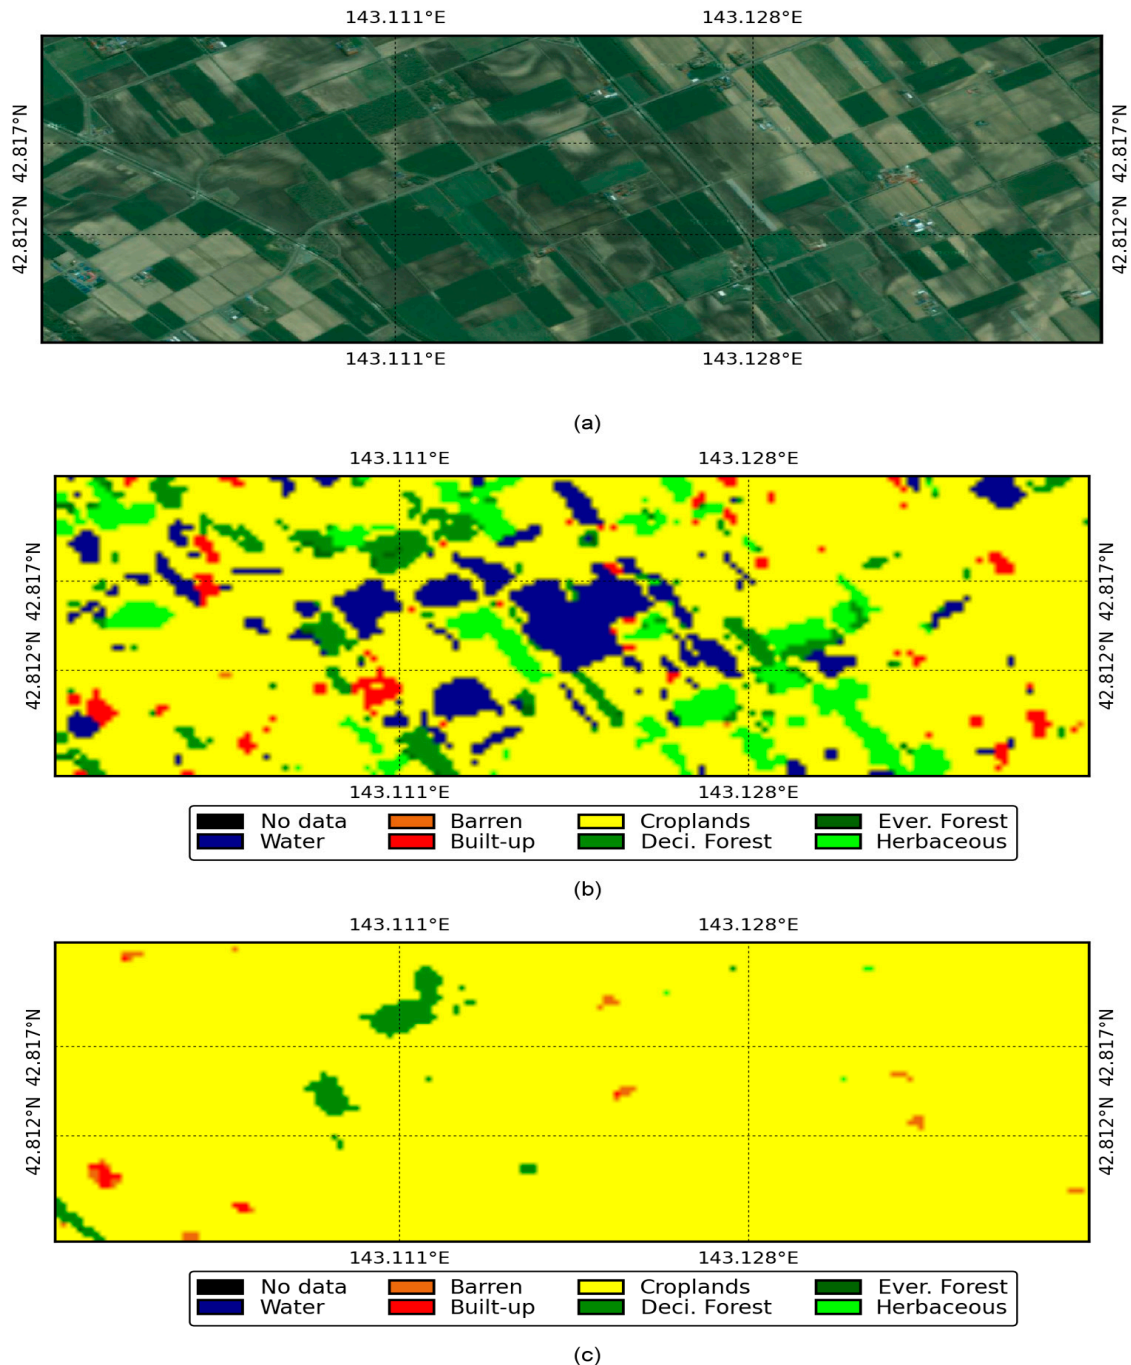 143.111°E 143.128°E
42.817°N 42.817°N
42.812°N 42.812°N
143.111°E 143.128°E
(a)
143.111°E 143.128°E
42.817°N 42.817°N
42.812°N 42.812°N
143.111°E 143.128°E
No data Barren Croplands Ever. Forest
Water Built-up Deci. Forest Herbaceous
(b)
143.111°E 143.128°E
42.817°N 42.817°N
42.812°N 42.812°N
143.111°E 143.128°E
No data Barren Croplands Ever. Forest
Water Built-up Deci. Forest Herbaceous
(c)